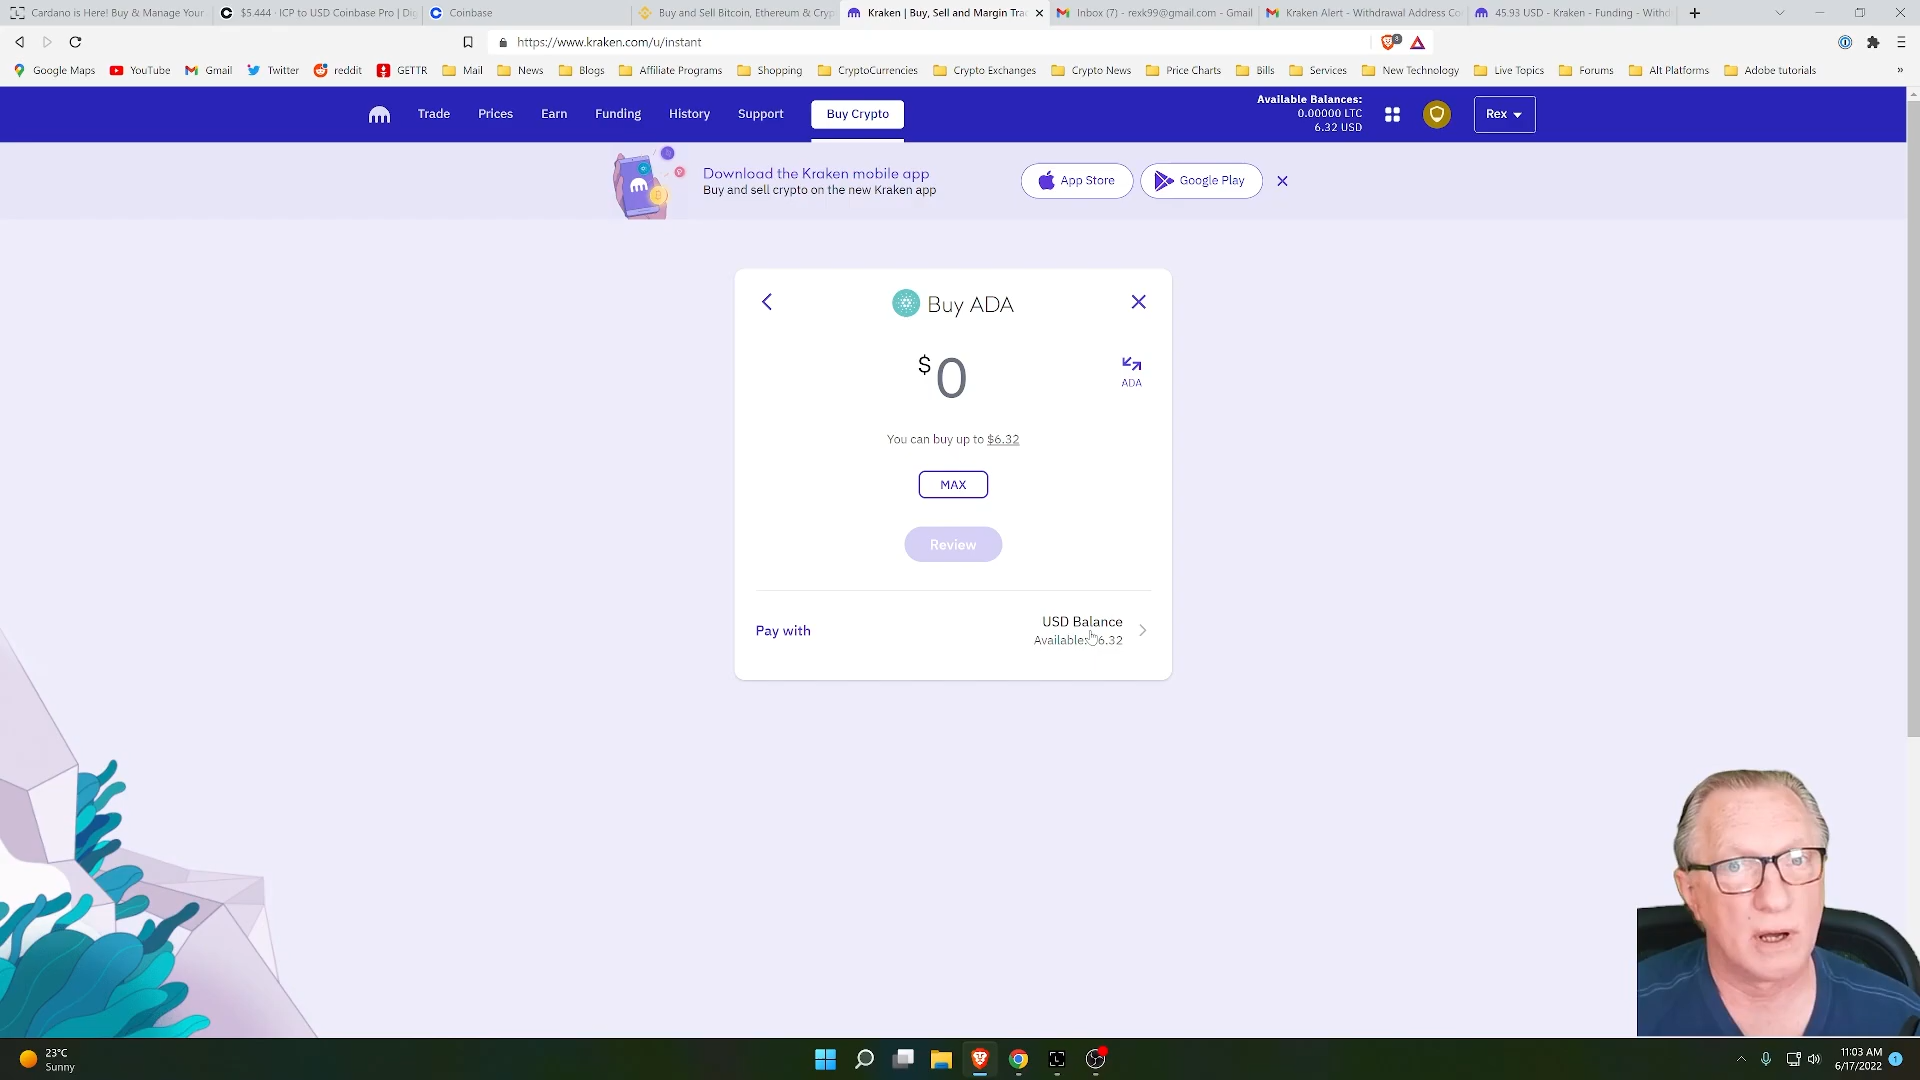 Cardano is Here! Buy & Manage Your
$5.444 · ICP to USD Coinbase Pro | Di
Coinbase
Buy and Sell Bitcoin, Ethereum & Cryp
Kraken | Buy, Sell and Margin Tra
Inbox (7) - rexk99@gmail.com - Gmail
Kraken Alert - Withdrawal Address Co
45.93 USD - Kraken - Funding - Withd
https://www.kraken.com/u/instant
Google Maps
YouTube
Gmail
Twitter
reddit
GETTR
Mail
News
Blogs
Affiliate Programs
Shopping
CryptoCurrencies
Crypto Exchanges
Crypto News
Price Charts
Bills
Services
New Technology
Live Topics
Forums
Alt Platforms
Adobe tutorials
»
Trade
Prices
Earn
Funding
History
Support
Buy Crypto
Available Balances:
0.00000 LTC
6.32 USD
Rex
Download the Kraken mobile app
Buy and sell crypto on the new Kraken app
App Store
Google Play
Buy ADA
$0
ADA
You can buy up to $6.32
MAX
Review
Pay with
USD Balance
Available: 6.32
23°C
Sunny
11:03 AM
6/17/2022
1